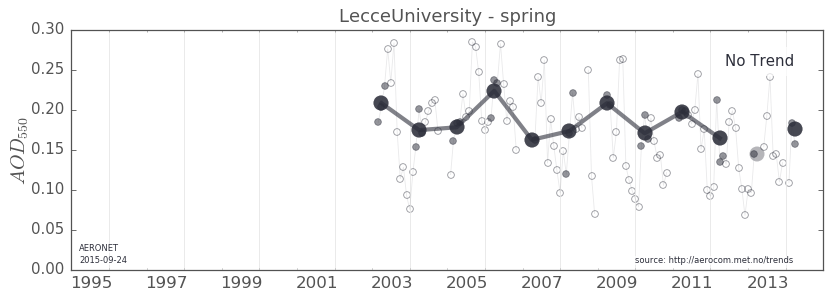 LecceUniversity - spring
No Trend
AOD550
0.30
0.25
0.20
0.15
0.10
0.05
0.00
AERONET
2015-09-24
source: http://aerocom.met.no/trends
1995 1997 1999 2001 2003 2005 2006 2008 2009 2011 2013